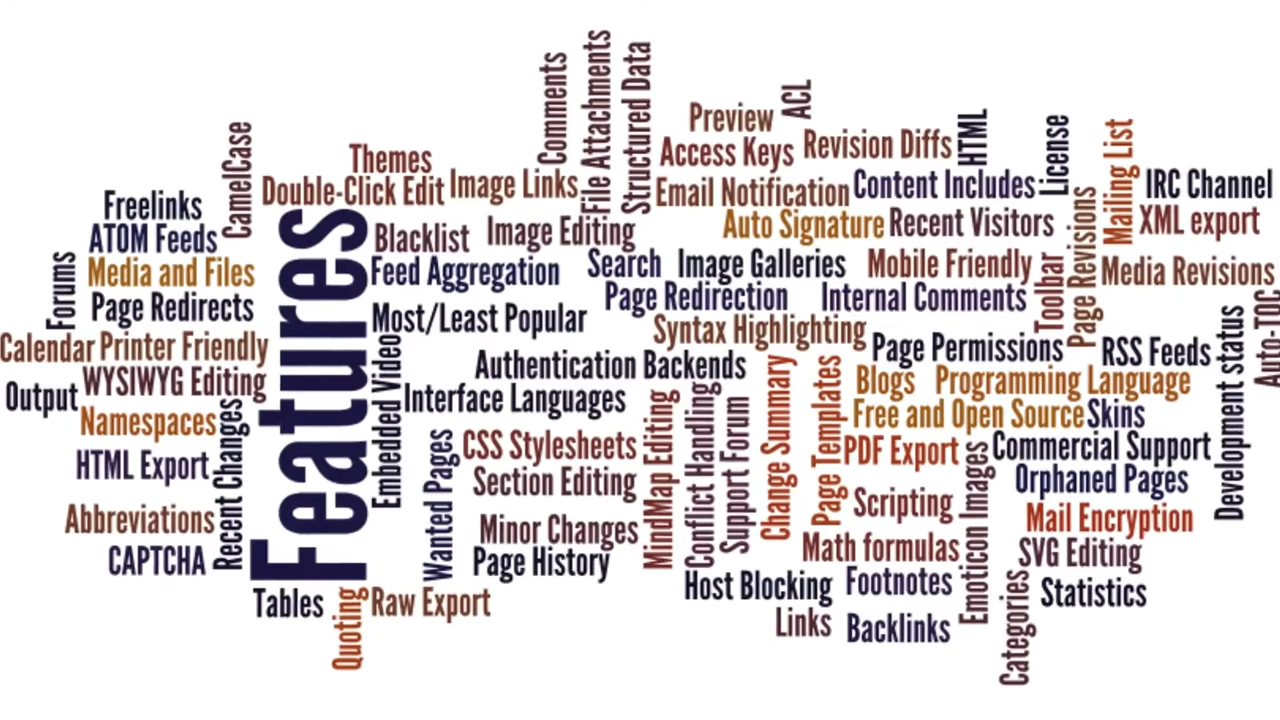 Comments
File Attachments
Structured Data
Preview
ACL
Access Keys
Revision Diffs
HTML
License
Mailing List
CamelCase
Themes
Double-Click Edit
Image Links
Email Notification
Content Includes
IRC Channel
Freelinks
ATOM Feeds
Features
Blacklist
Image Editing
Auto Signature
Recent Visitors
Page Revisions
XML export
Forums
Media and Files
Feed Aggregation
Search
Image Galleries
Mobile Friendly
Toolbar
Media Revisions
Page Redirects
Most/Least Popular
Page Redirection
Internal Comments
Auto-TOC
Calendar
Printer Friendly
Syntax Highlighting
Page Permissions
RSS Feeds
Development status
Output
WYSIWYG Editing
Embedded Video
Authentication Backends
Blogs
Programming Language
Namespaces
Recent Changes
Interface Languages
MindMap Editing
Conflict Handling
Support Forum
Change Summary
Page Templates
Free and Open Source
Skins
HTML Export
Wanted Pages
CSS Stylesheets
PDF Export
Commercial Support
Section Editing
Orphaned Pages
Abbreviations
Minor Changes
Scripting
Emoticon Images
Mail Encryption
CAPTCHA
Page History
Math formulas
SVG Editing
Tables
Quoting
Raw Export
Host Blocking
Footnotes
Categories
Statistics
Links
Backlinks